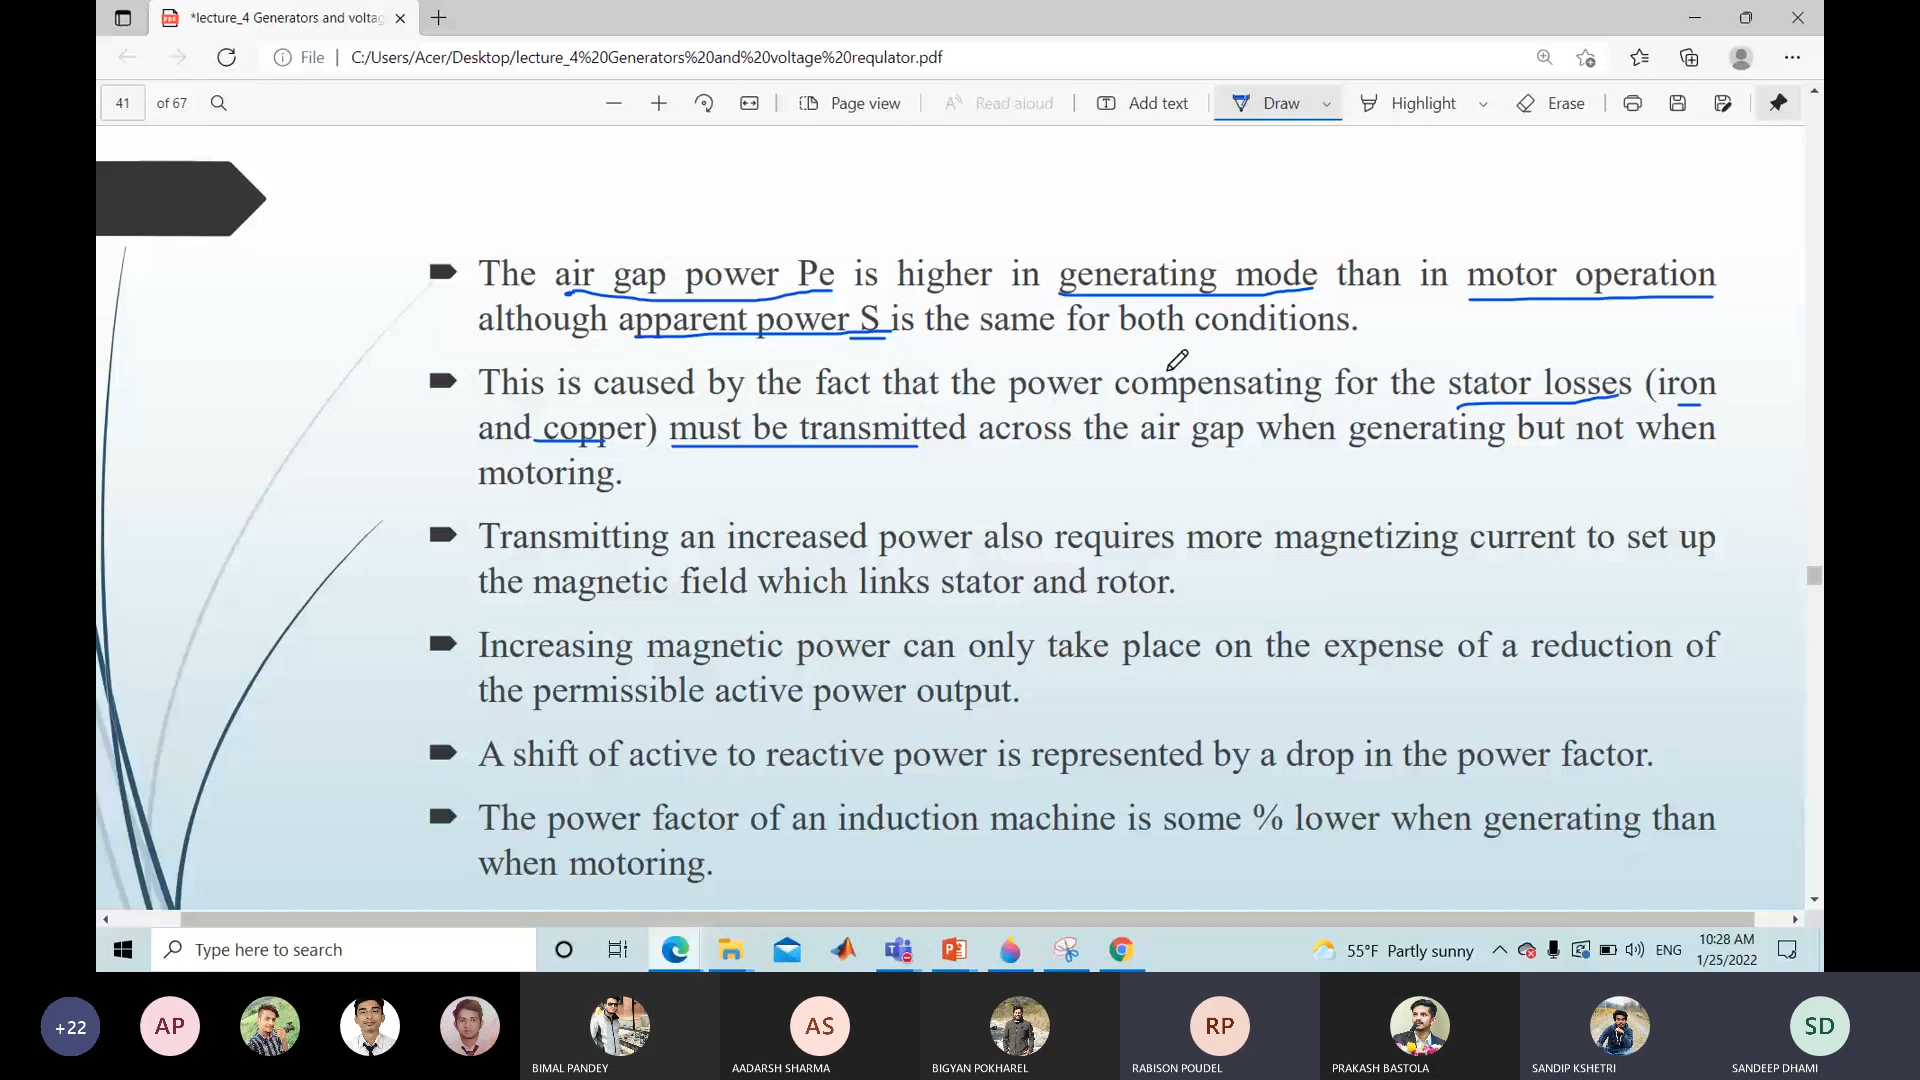 *lecture_4 Generators and voltag
File
C:/Users/Acer/Desktop/lecture_4%20Generators%20and%20voltage%20requlator.pdf
41 of 67
Page view
Read aloud
Add text
Draw
Highlight
Erase
The air gap power Pe is higher in generating mode than in motor operation
although apparent power S is the same for both conditions.
This is caused by the fact that the power compensating for the stator losses (iron
and copper) must be transmitted across the air gap when generating but not when
motoring.
Transmitting an increased power also requires more magnetizing current to set up
the magnetic field which links stator and rotor.
Increasing magnetic power can only take place on the expense of a reduction of
the permissible active power output.
A shift of active to reactive power is represented by a drop in the power factor.
The power factor of an induction machine is some % lower when generating than
when motoring.
Type here to search
55°F Partly sunny
ENG
10:28 AM
1/25/2022
+22
AP
AS
RP
SD
BIMAL PANDEY
AADARSH SHARMA
BIGYAN POKHAREL
RABISON POUDEL
PRAKASH BASTOLA
SANDIP KSHETRI
SANDEEP DHAMI